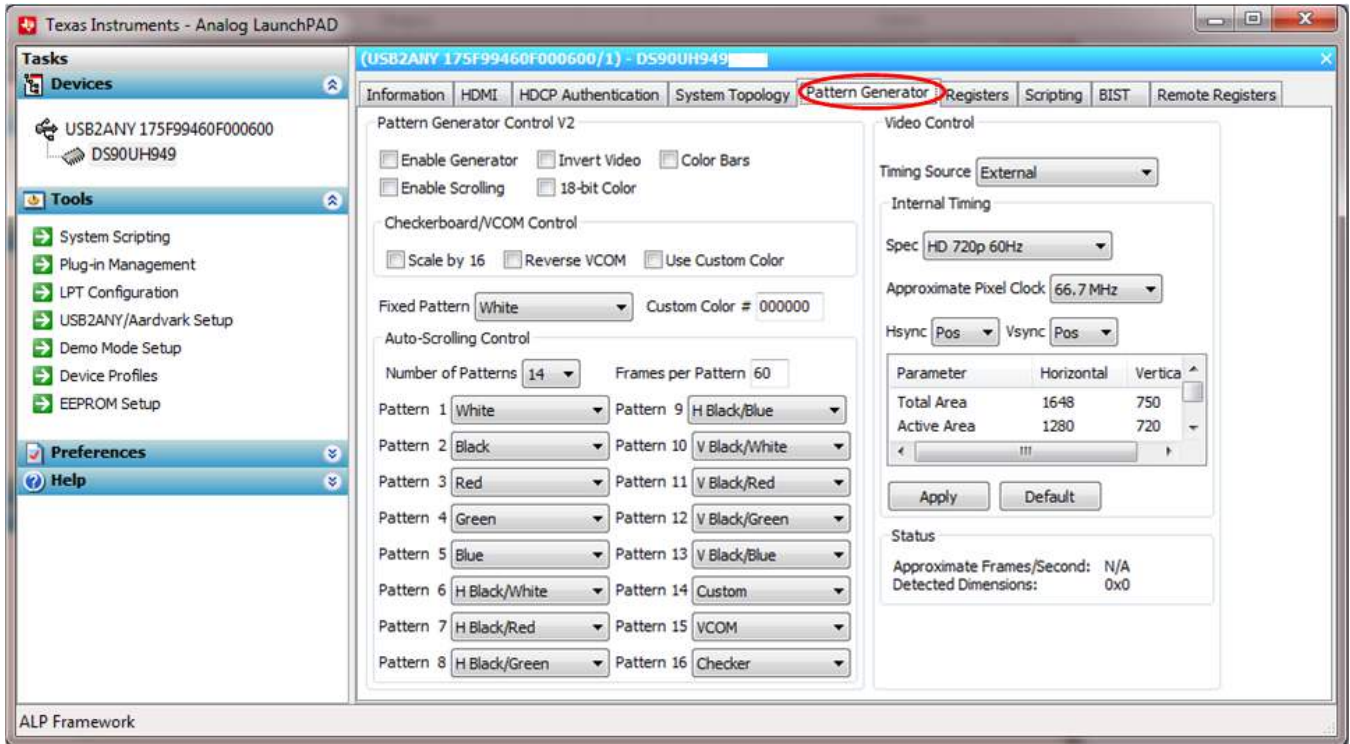 Texas Instruments - Analog LaunchPAD
Tasks
Devices
USB2ANY 175F99460F000600
DS90UH949
Tools
System Scripting
Plug-in Management
LPT Configuration
USB2ANY/Aardvark Setup
Demo Mode Setup
Device Profiles
EEPROM Setup
Preferences
Help
(USB2ANY 175F99460F000600/1) - DS90UH949
Information HDMI HDCP Authentication System Topology Pattern Generator Registers Scripting BIST Remote Registers
Pattern Generator Control V2
Enable Generator Invert Video Color Bars
Enable Scrolling 18-bit Color
Checkerboard/VCOM Control
Scale by 16 Reverse VCOM Use Custom Color
Fixed Pattern White Custom Color # 000000
Auto-Scrolling Control
Number of Patterns 14 Frames per Pattern 60
Pattern 1 White Pattern 9 H Black/Blue
Pattern 2 Black Pattern 10 V Black/White
Pattern 3 Red Pattern 11 V Black/Red
Pattern 4 Green Pattern 12 V Black/Green
Pattern 5 Blue Pattern 13 V Black/Blue
Pattern 6 H Black/White Pattern 14 Custom
Pattern 7 H Black/Red Pattern 15 VCOM
Pattern 8 H Black/Green Pattern 16 Checker
Video Control
Timing Source External
Internal Timing
Spec HD 720p 60Hz
Approximate Pixel Clock 66.7 MHz
Hsync Pos Vsync Pos
Parameter Horizontal Vertica
Total Area 1648 750
Active Area 1280 720
Apply Default
Status
Approximate Frames/Second: N/A
Detected Dimensions: 0x0
ALP Framework